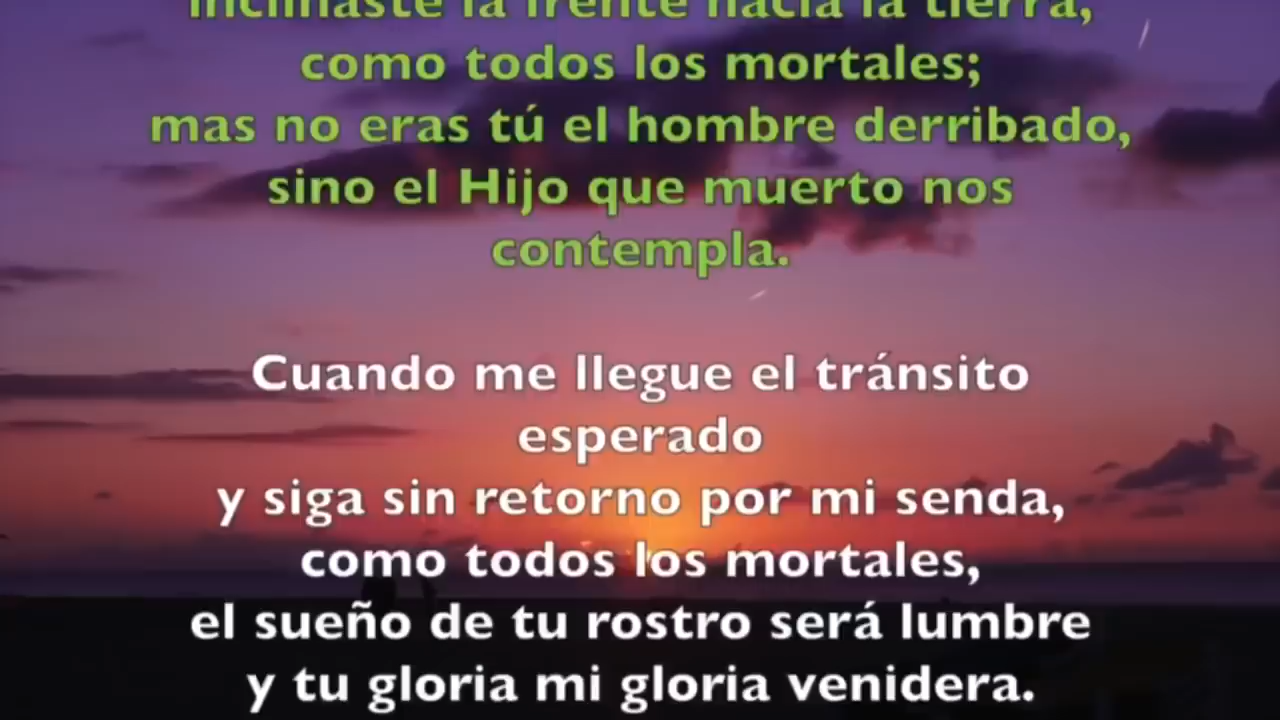 inclinaste la frente hacia la tierra,
como todos los mortales;
mas no eras tú el hombre derribado,
sino el Hijo que muerto nos
contempla.
Cuando me llegue el tránsito
esperado
y siga sin retorno por mi senda,
como todos los mortales,
el sueño de tu rostro será lumbre
y tu gloria mi gloria venidera.